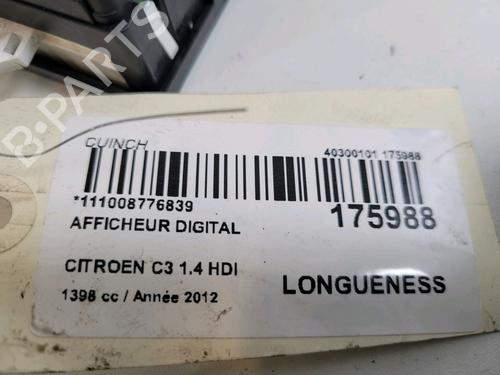 B-PARTS
CUINCH
40300101 175988
*111008776839
175988
AFFICHEUR DIGITAL
CITROEN C3 1.4 HDI
LONGUENESS
1398 cc / Année 2012